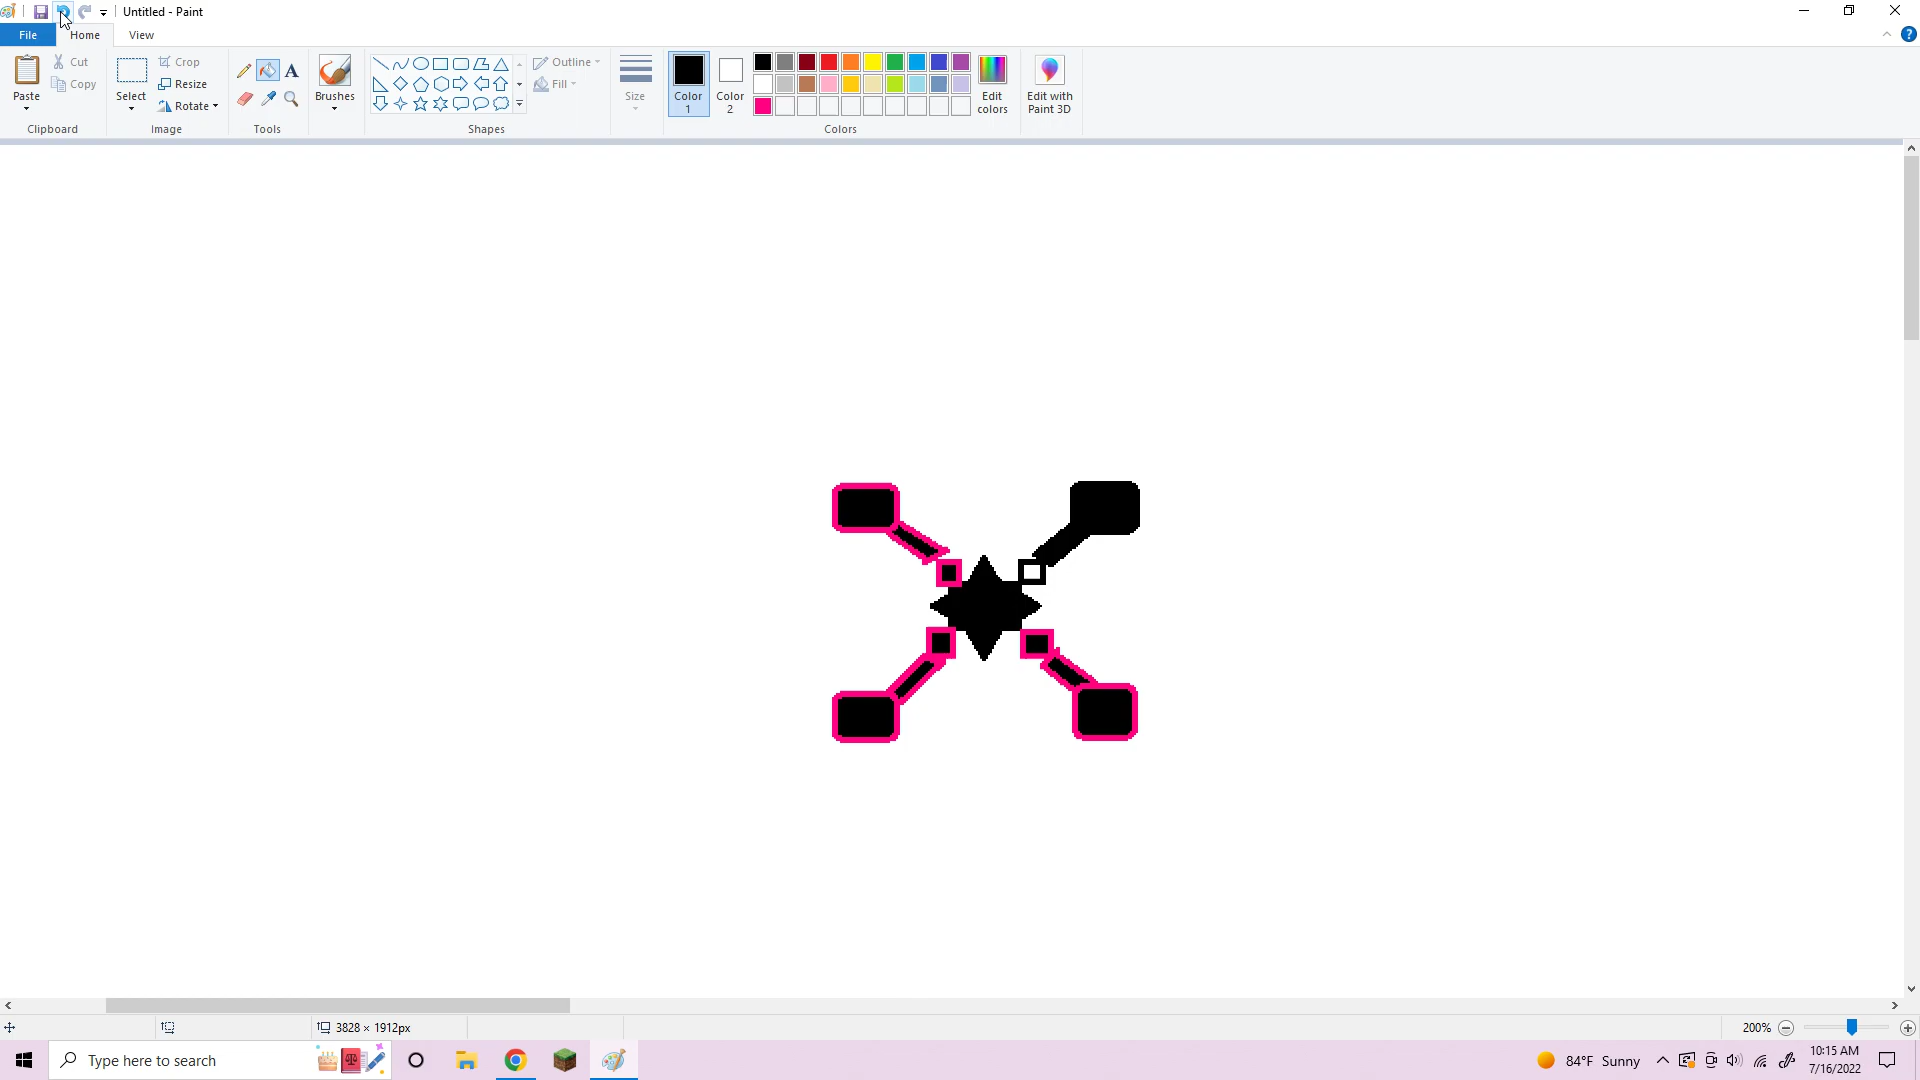 Untitled - Paint
File
Home
View
Paste
Cut
Copy
Clipboard
Select
Crop
Resize
Rotate
Image
A
Tools
Brushes
Outline
Fill
Shapes
Size
Color
1
Color
2
Colors
Edit
colors
Edit with
Paint 3D
3828 × 1912px
200%
Type here to search
84°F Sunny
10:15 AM
7/16/2022